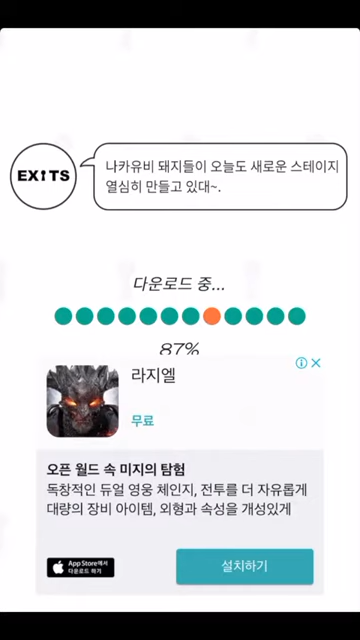 나카유비 돼지들이 오늘도 새로운 스테이지
EXITS
열심히 만들고 있대~.
다운로드 중...
87%
라지엘
무료
오픈 월드 속 미지의 탐험
독창적인 듀얼 영웅 체인지, 전투를 더 자유롭게
대량의 장비 아이템, 외형과 속성을 개성있게
App Store에서
다운로드 하기
설치하기